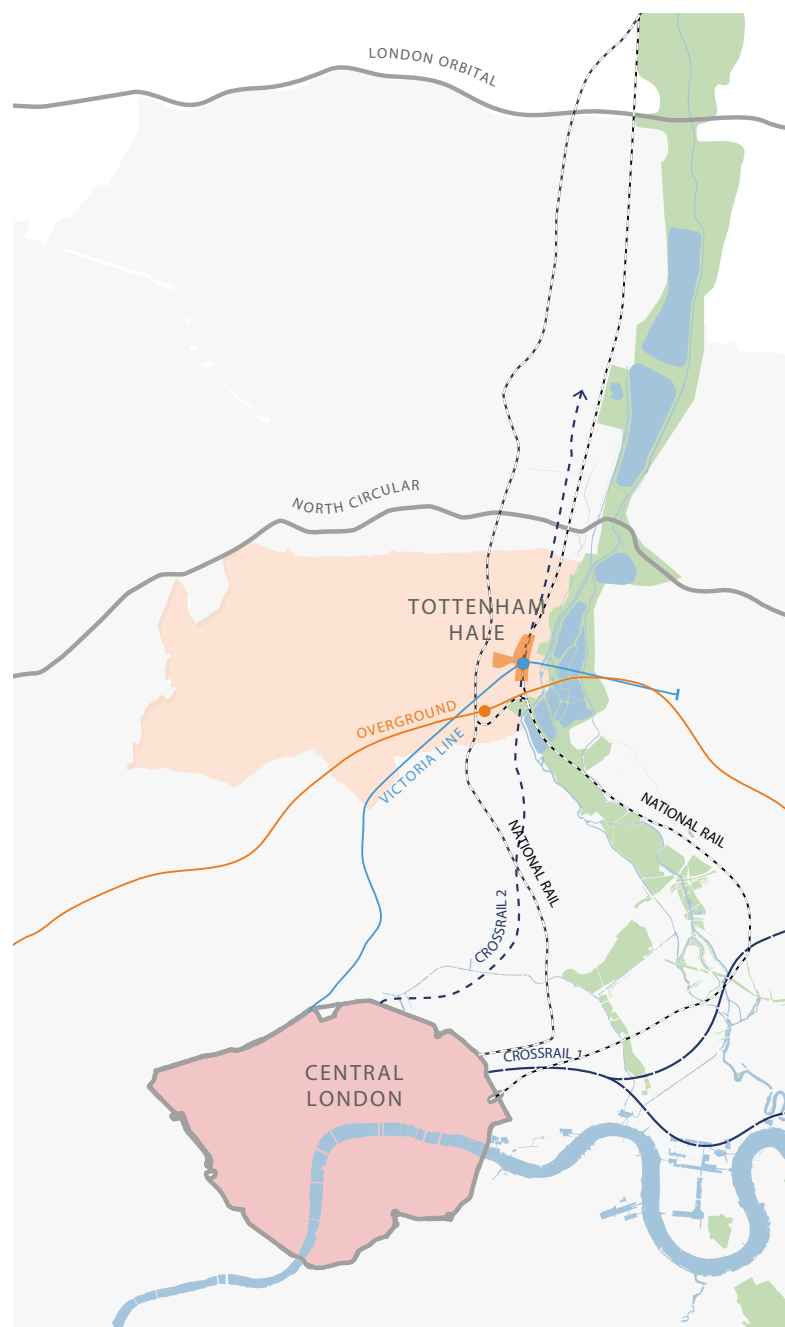 LONDON ORBITAL
NORTH CIRCULAR
TOTTENHAM
HALE
OVERGROUND
VICTORIA LINE
NATIONAL RAIL
NATIONAL RAIL
CROSSRAIL 2
CROSSRAIL 1
CENTRAL
LONDON